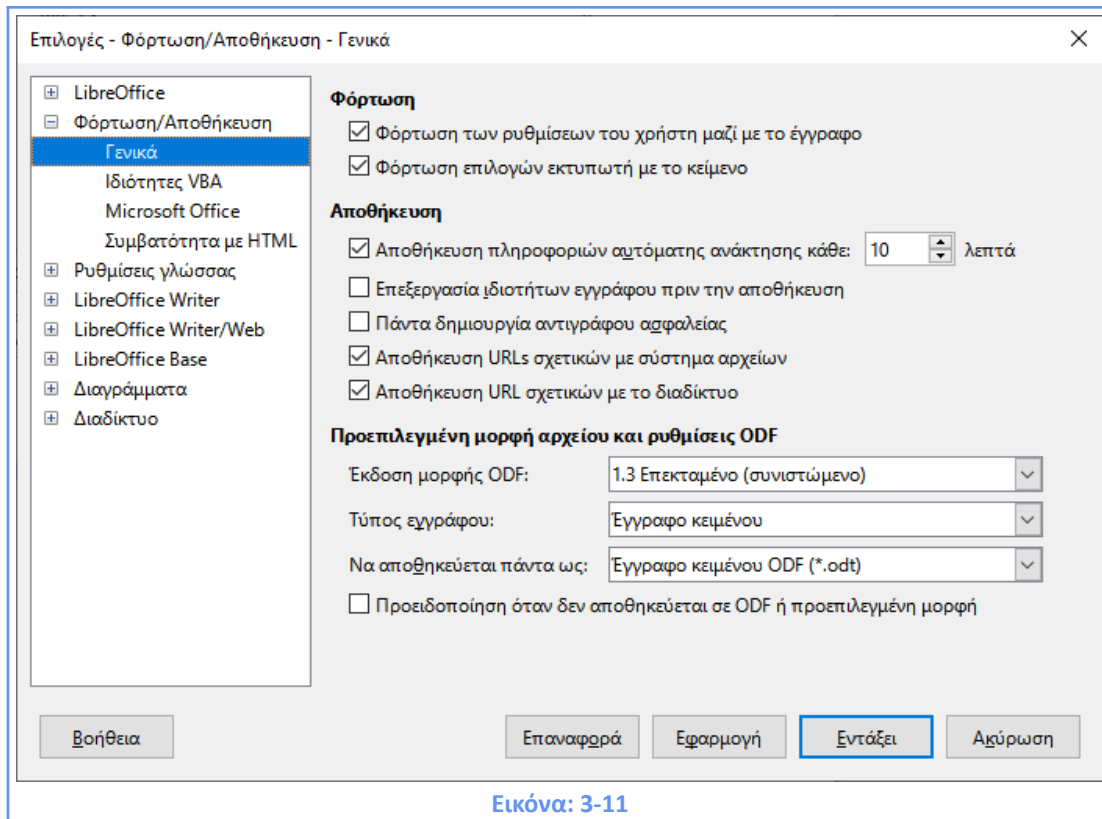 Επιλογές - Φόρτωση/Αποθήκευση - Γενικά
LibreOffice
Φόρτωση/Αποθήκευση
Γενικά
Ιδιότητες VBA
Microsoft Office
Συμβατότητα με HTML
Ρυθμίσεις γλώσσας
LibreOffice Writer
LibreOffice Writer/Web
LibreOffice Base
Διαγράμματα
Διαδίκτυο
Φόρτωση
Φόρτωση των ρυθμίσεων του χρήστη μαζί με το έγγραφο
Φόρτωση επιλογών εκτυπωτή με το κείμενο
Αποθήκευση
Αποθήκευση πληροφοριών αυτόματης ανάκτησης κάθε: 10 λεπτά
Επεξεργασία ιδιοτήτων εγγράφου πριν την αποθήκευση
Πάντα δημιουργία αντιγράφου ασφαλείας
Αποθήκευση URLs σχετικών με σύστημα αρχείων
Αποθήκευση URL σχετικών με το διαδίκτυο
Προεπιλεγμένη μορφή αρχείου και ρυθμίσεις ODF
Έκδοση μορφής ODF: 1.3 Επεκταμένο (συνιστώμενο)
Τύπος εγγράφου: Έγγραφο κειμένου
Να αποθηκεύεται πάντα ως: Έγγραφο κειμένου ODF (*.odt)
Προειδοποίηση όταν δεν αποθηκεύεται σε ODF ή προεπιλεγμένη μορφή
Βοήθεια Επαναφορά Εφαρμογή Εντάξει Ακύρωση
Εικόνα: 3-11